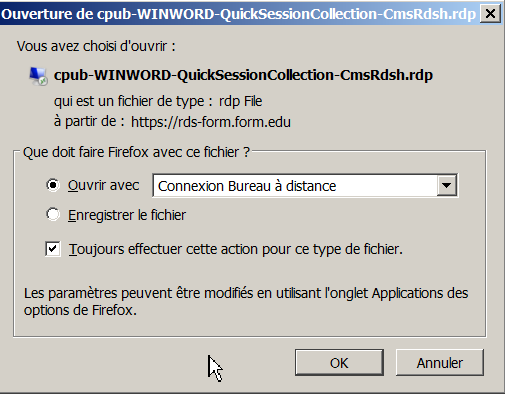 Ouverture de cpub-WINWORD-QuickSessionCollection-CmsRdsh.rdp
Vous avez choisi d'ouvrir :
cpub-WINWORD-QuickSessionCollection-CmsRdsh.rdp
qui est un fichier de type : rdp File
à partir de : https://rds-form.form.edu
Que doit faire Firefox avec ce fichier ?
Ouvrir avec Connexion Bureau à distance
Enregistrer le fichier
Toujours effectuer cette action pour ce type de fichier.
Les paramètres peuvent être modifiés en utilisant l'onglet Applications des
options de Firefox.
OK Annuler